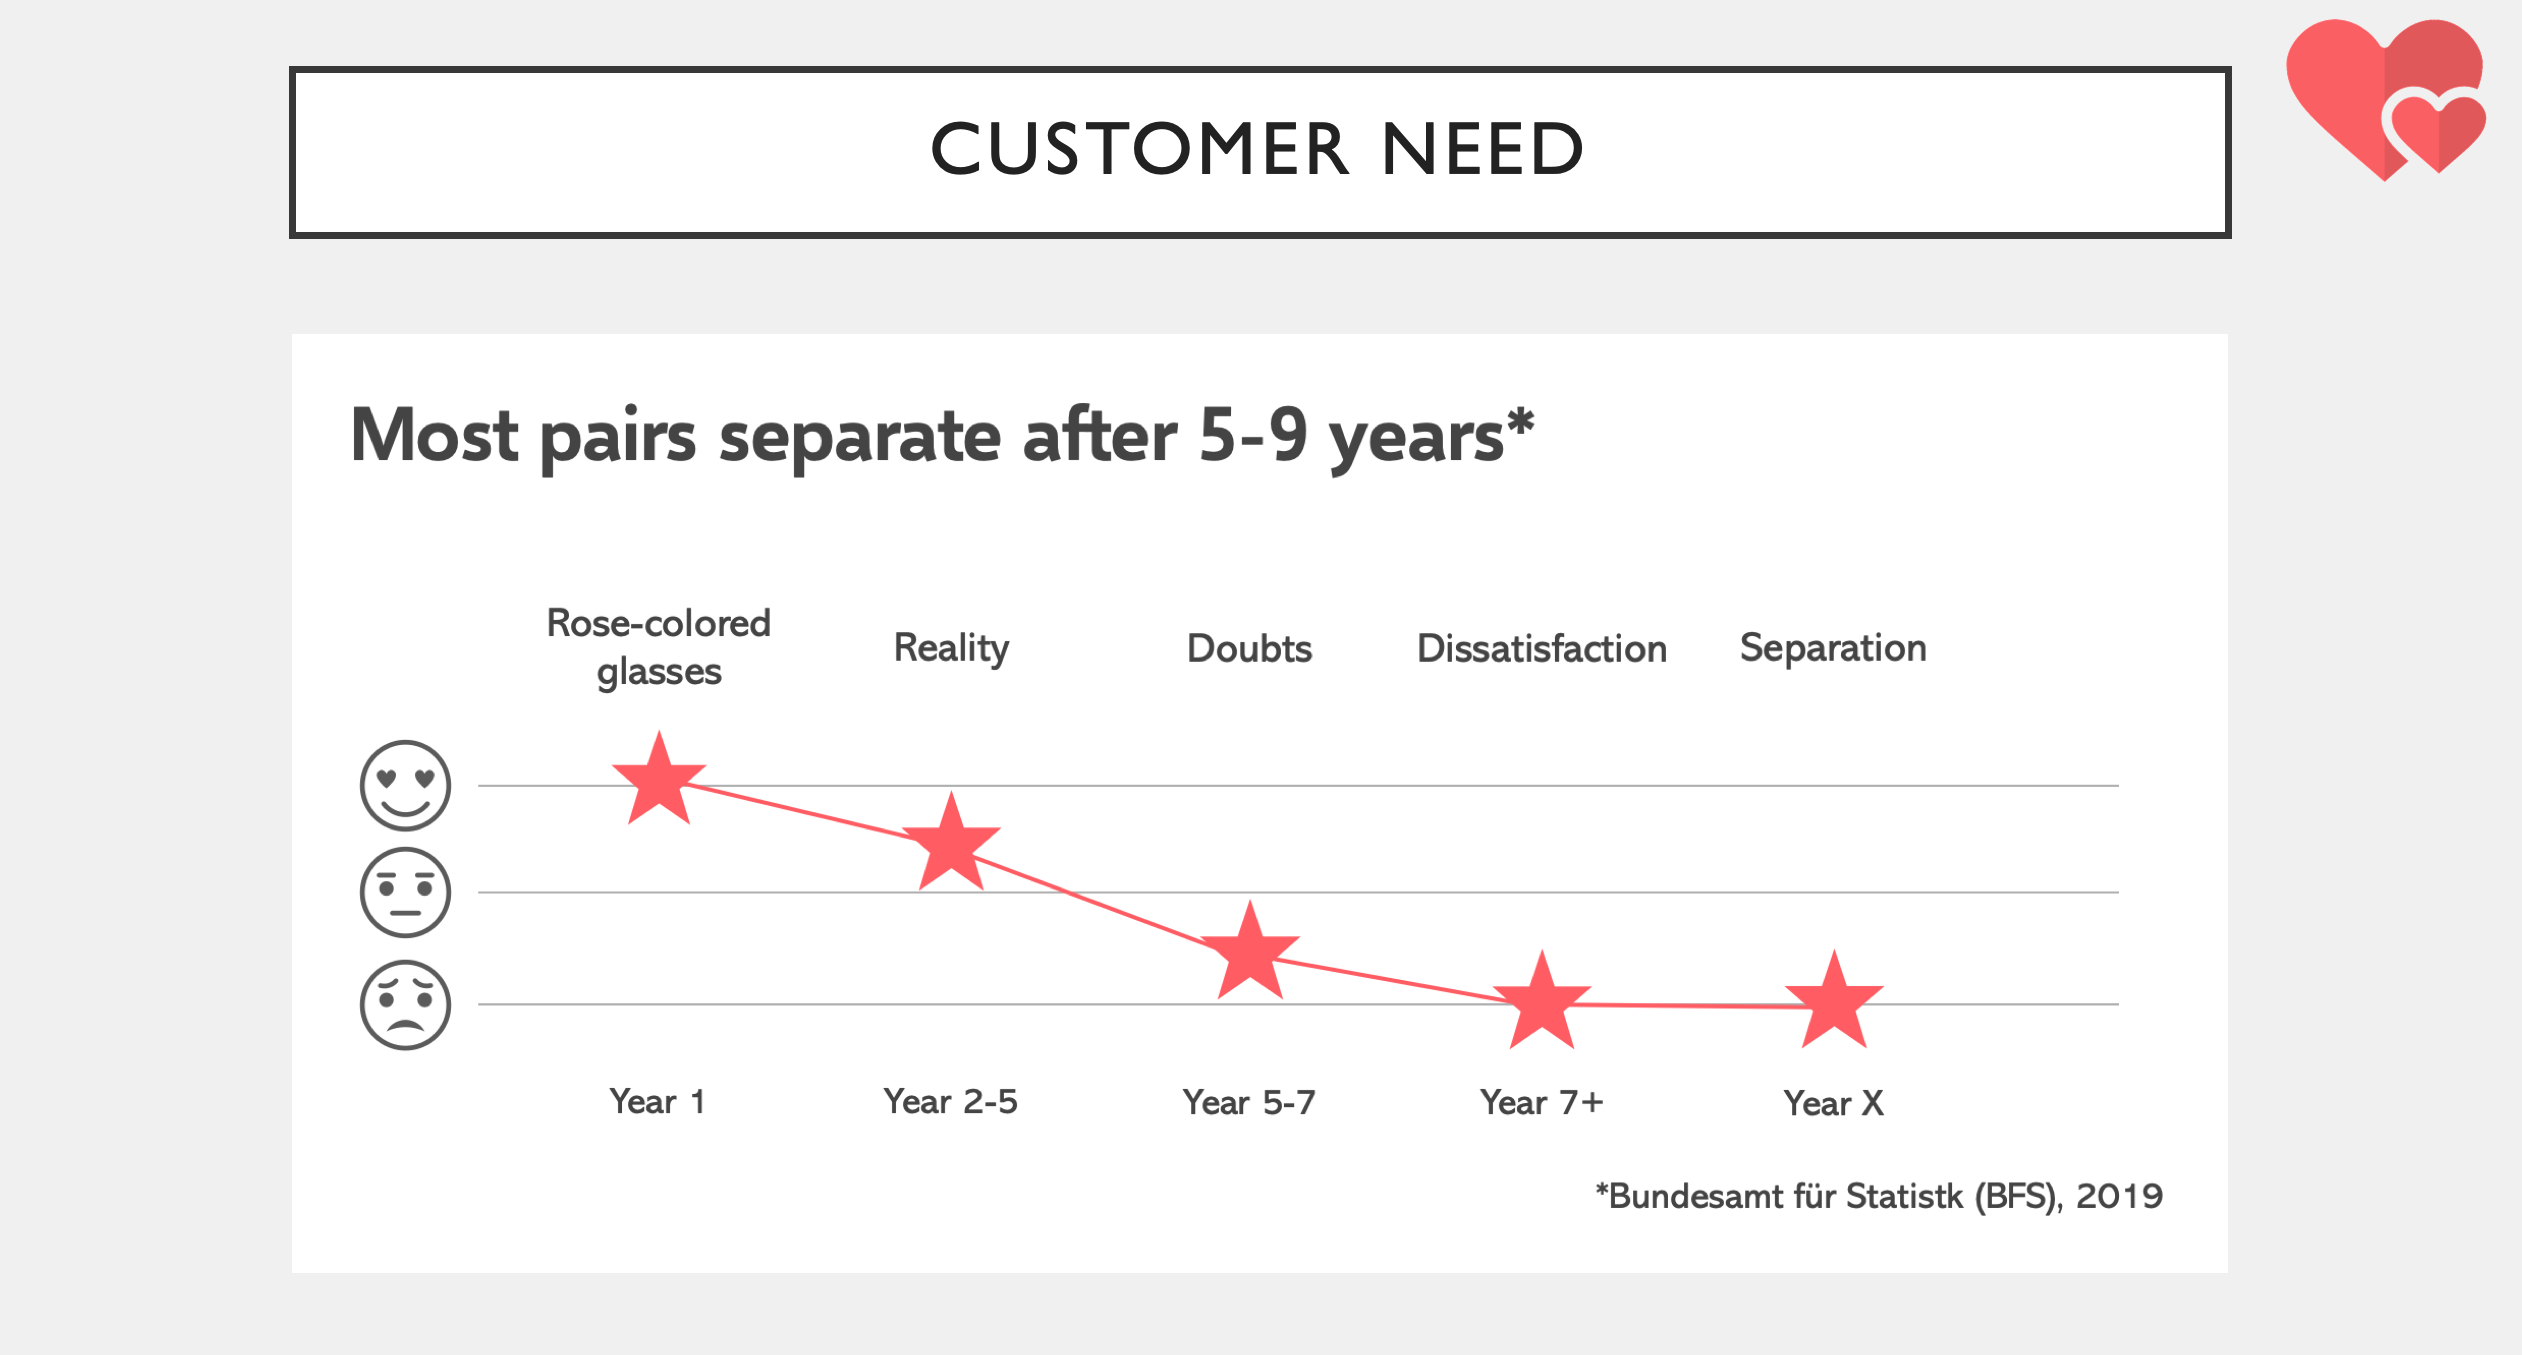 CUSTOMER NEED
Most pairs separate after 5-9 years*
Rose-colored
glasses
Reality
Doubts
Dissatisfaction
Separation
Year 1
Year 2-5
Year 5-7
Year 7+
Year X
*Bundesamt für Statistk (BFS), 2019